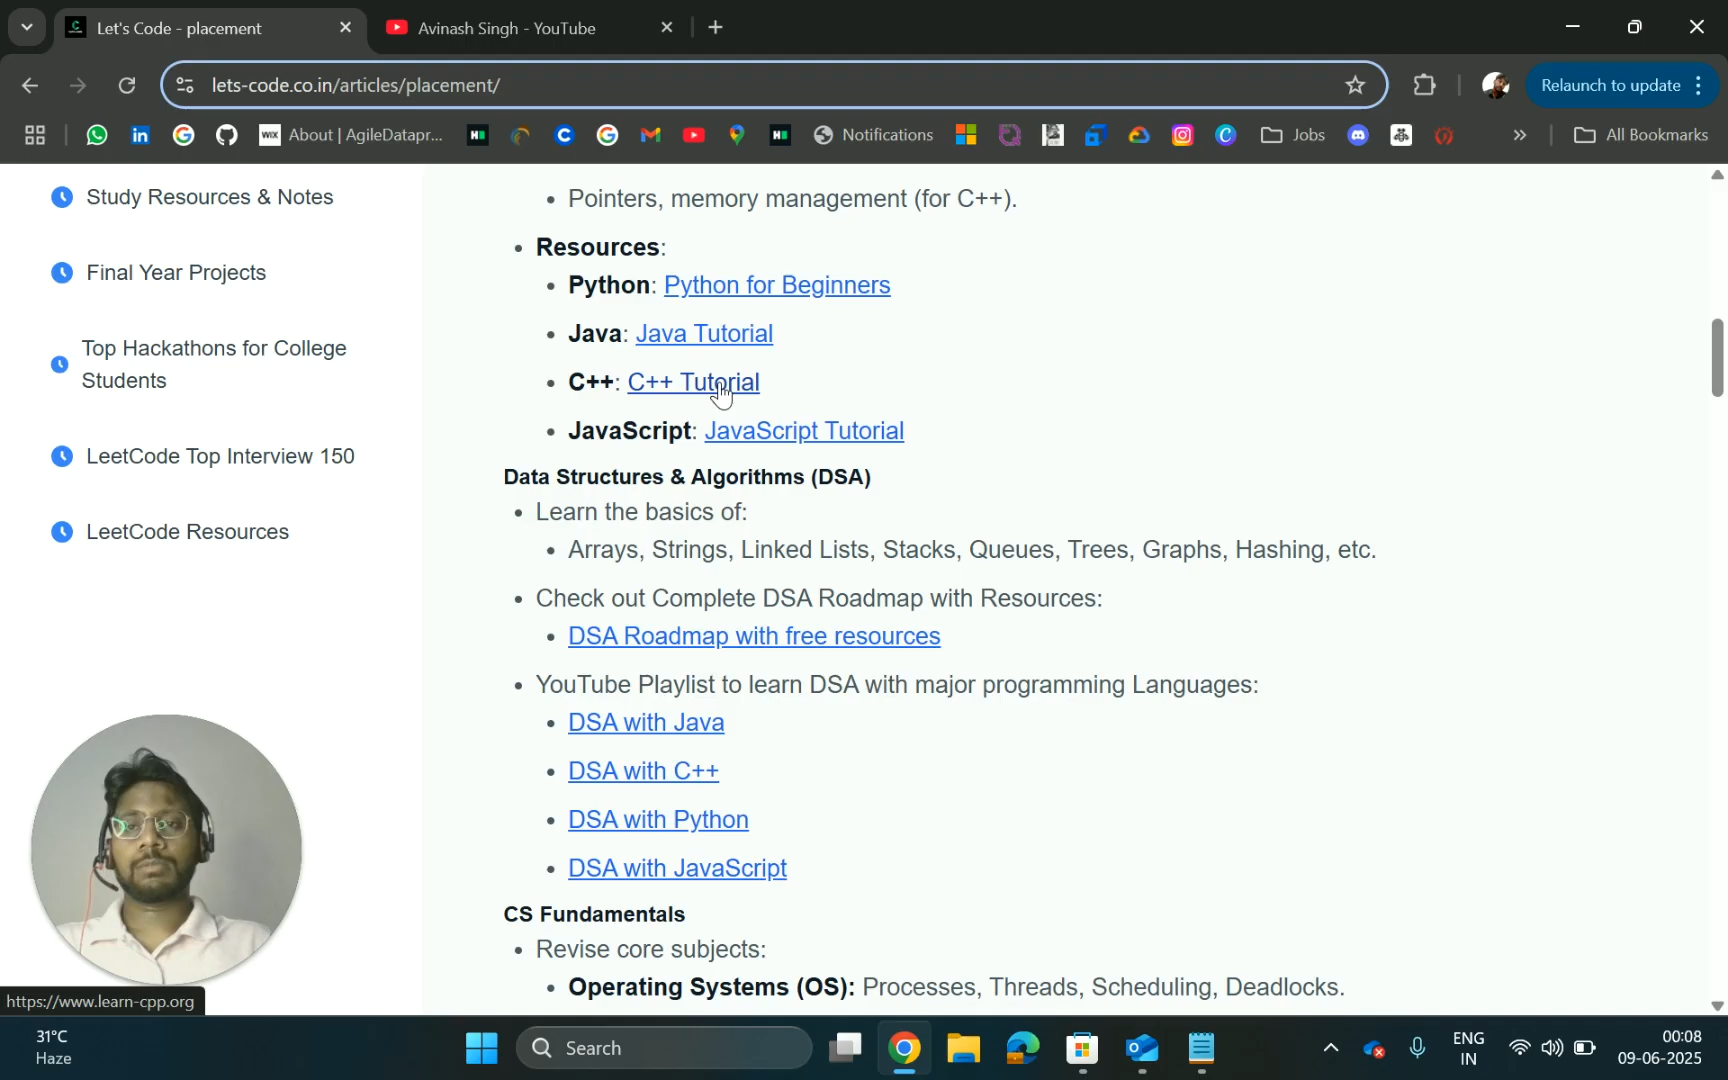 Let's Code - placement
Avinash Singh - YouTube
lets-code.co.in/articles/placement/
Relaunch to update
WiX About | AgileDatapr...
Notifications
Jobs
All Bookmarks
Study Resources & Notes
Final Year Projects
Top Hackathons for College
Students
LeetCode Top Interview 150
LeetCode Resources
• Pointers, memory management (for C++).
• Resources:
• Python: Python for Beginners
• Java: Java Tutorial
• C++: C++ Tutorial
• JavaScript: JavaScript Tutorial
Data Structures & Algorithms (DSA)
• Learn the basics of:
• Arrays, Strings, Linked Lists, Stacks, Queues, Trees, Graphs, Hashing, etc.
• Check out Complete DSA Roadmap with Resources:
• DSA Roadmap with free resources
• YouTube Playlist to learn DSA with major programming Languages:
• DSA with Java
• DSA with C++
• DSA with Python
• DSA with JavaScript
CS Fundamentals
• Revise core subjects:
• Operating Systems (OS): Processes, Threads, Scheduling, Deadlocks.
https://www.learn-cpp.org
31°C
Haze
Search
ENG
IN
00:08
09-06-2025